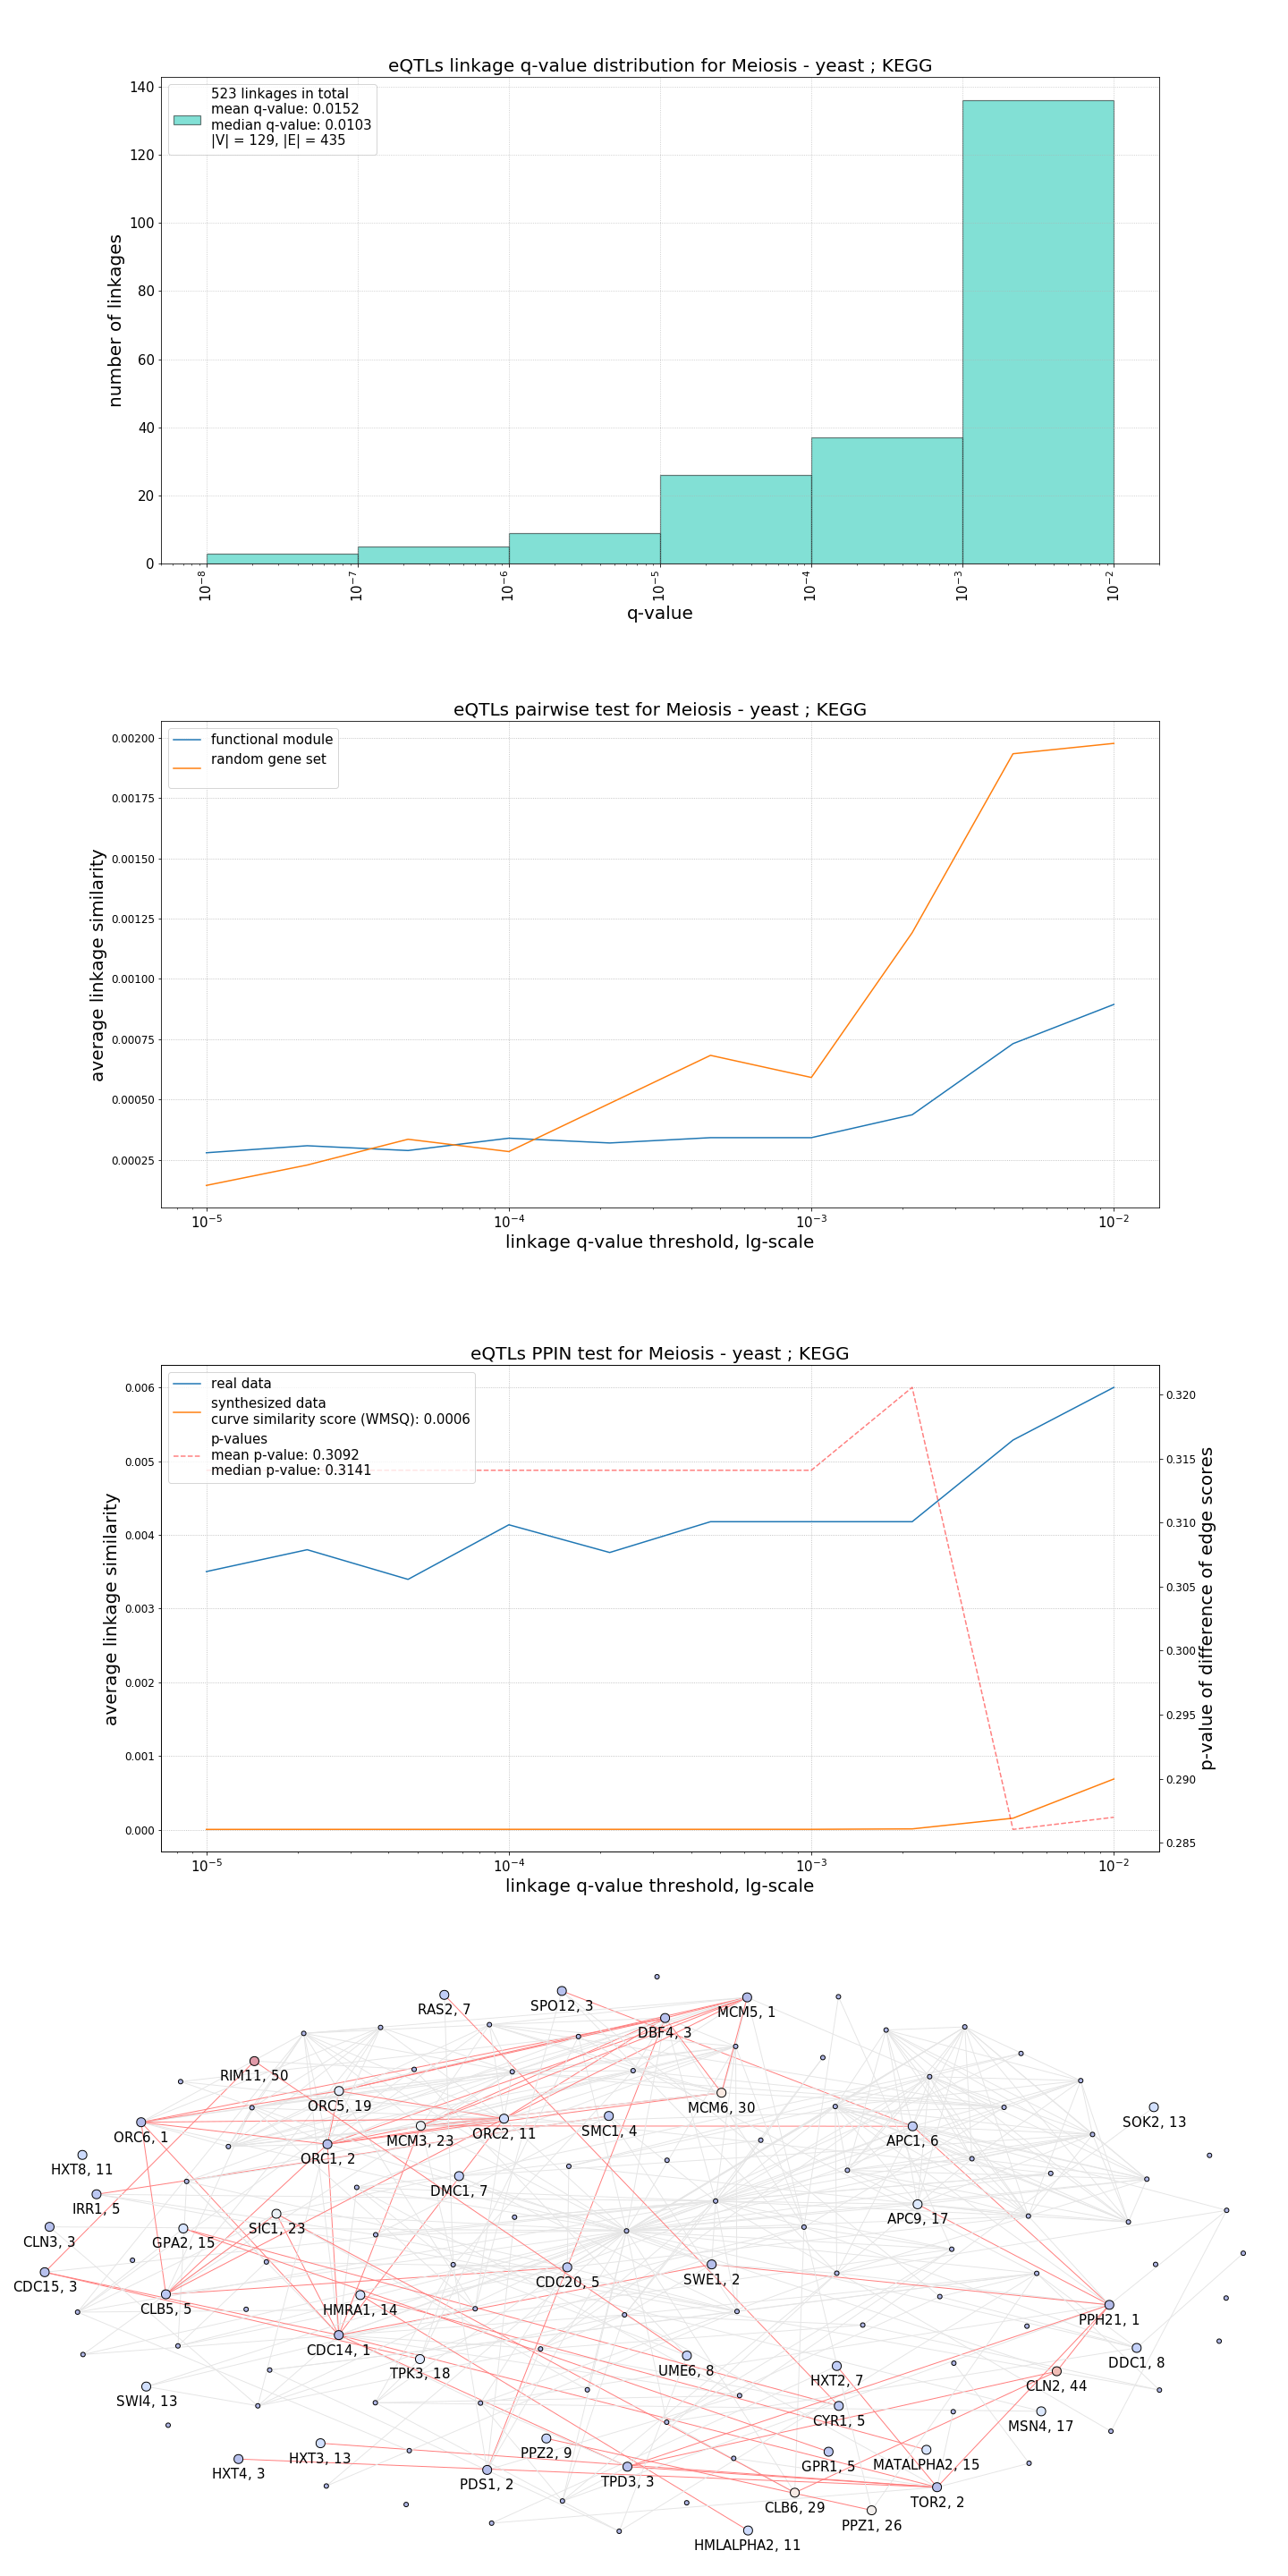 eQTLs linkage q-value distribution for Meiosis - yeast ; KEGG
523 linkages in total
mean q-value: 0.0152
median q-value: 0.0103
|V| = 129, |E| = 435
number of linkages
140
120
100
80
60
40
20
0
10⁻⁸
10⁻⁷
10⁻⁶
10⁻⁵
10⁻⁴
10⁻³
10⁻²
q-value
eQTLs pairwise test for Meiosis - yeast ; KEGG
functional module
random gene set
average linkage similarity
0.00200
0.00175
0.00150
0.00125
0.00100
0.00075
0.00050
0.00025
10⁻⁵
10⁻⁴
10⁻³
10⁻²
linkage q-value threshold, lg-scale
eQTLs PPIN test for Meiosis - yeast ; KEGG
real data
synthesized data
curve similarity score (WMSQ): 0.0006
p-values
mean p-value: 0.3092
median p-value: 0.3141
average linkage similarity
0.006
0.005
0.004
0.003
0.002
0.001
0.000
0.320
0.315
0.310
0.305
0.300
0.295
0.290
0.285
p-value of difference of edge scores
10⁻⁵
10⁻⁴
10⁻³
10⁻²
linkage q-value threshold, lg-scale
RAS2, 7
SPO12, 3
MCM5, 1
DBF4, 3
RIM11, 50
ORC5, 19
MCM6, 30
SOK2, 13
ORC6, 1
MCM3, 23
ORC2, 11
SMC1, 4
APC1, 6
ORC1, 2
HXT8, 11
DMC1, 7
IRR1, 5
SIC1, 23
APC9, 17
CLN3, 3
GPA2, 15
CDC15, 3
CDC20, 5
SWE1, 2
CLB5, 5
HMRA1, 14
PPH21, 1
CDC14, 1
TPK3, 18
UME6, 8
HXT2, 7
DDC1, 8
CLN2, 44
SWI4, 13
CYR1, 5
MSN4, 17
HXT3, 13
PPZ2, 9
GPR1, 5
MATALPHA2, 15
HXT4, 3
PDS1, 2
TPD3, 3
CLB6, 29
TOR2, 2
PPZ1, 26
HMLALPHA2, 11